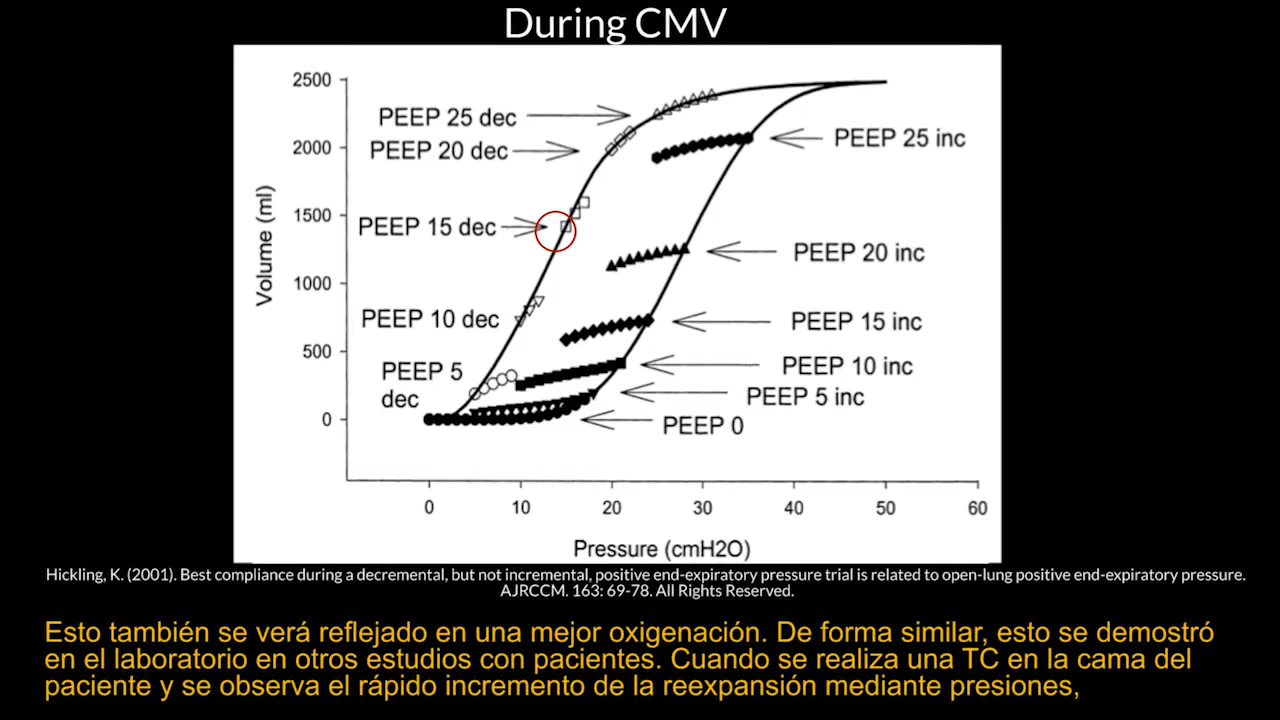 During CMV
2500
PEEP 25 dec
2000
PEEP 20 dec
PEEP 25 inc
1500
PEEP 15 dec
PEEP 20 inc
Volume (ml)
1000
PEEP 10 dec
PEEP 15 inc
500
PEEP 5
dec
PEEP 10 inc
PEEP 5 inc
0
PEEP 0
0 10 20 30 40 50 60
Pressure (cmH2O)
Hickling, K. (2001). Best compliance during a decremental, but not incremental, positive end-expiratory pressure trial is related to open-lung positive end-expiratory pressure.
AJRCCM. 163: 69-78. All Rights Reserved.
Esto también se verá reflejado en una mejor oxigenación. De forma similar, esto se demostró
en el laboratorio en otros estudios con pacientes. Cuando se realiza una TC en la cama del
paciente y se observa el rápido incremento de la reexpansión mediante presiones,